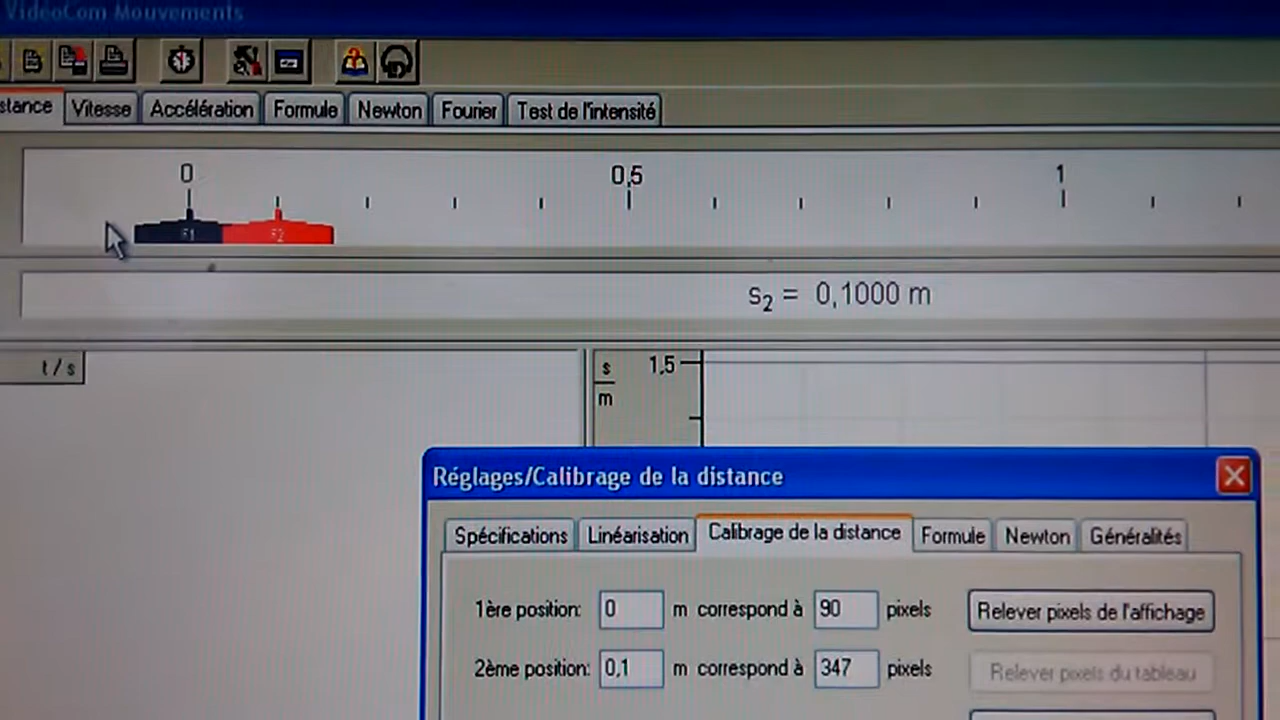 VidéoCom Mouvements
stance Vitesse Accélération Formule Newton Fourier Test de l'intensité
0 0,5 1
F1 F2
s2 = 0,1000 m
t / s s 1,5
m
Réglages/Calibrage de la distance
Spécifications Linéarisation Calibrage de la distance Formule Newton Généralités
1ère position: 0 m correspond à 90 pixels Relever pixels de l'affichage
2ème position: 0,1 m correspond à 347 pixels Relever pixels du tableau